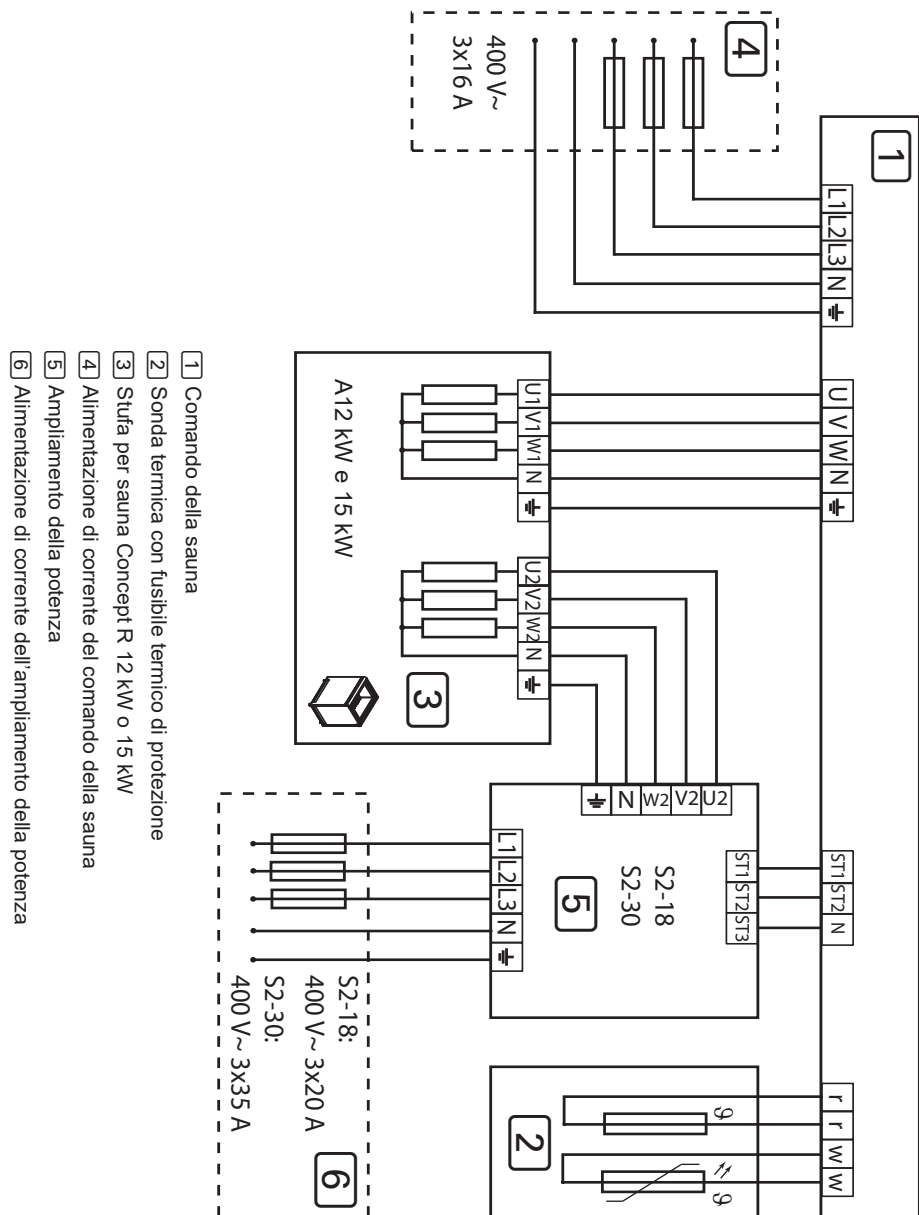 1
L1 L2 L3 N
U V W N
ST1 ST2 N
r r w w
4
400 V~
3x16 A
U1 V1 W1 N
U2 V2 W2 N
A12 kW e 15 kW
3
U2
V2
W2
N
ST1 ST2 ST3
S2-18
S2-30
5
L1 L2 L3 N
S2-18:
400 V~ 3x20 A
S2-30:
400 V~ 3x35 A
6
ϑ
ϑ
2
1 Comando della sauna
2 Sonda termica con fusibile termico di protezione
3 Stufa per sauna Concept R 12 kW o 15 kW
4 Alimentazione di corrente del comando della sauna
5 Ampliamento della potenza
6 Alimentazione di corrente dell'ampliamento della potenza